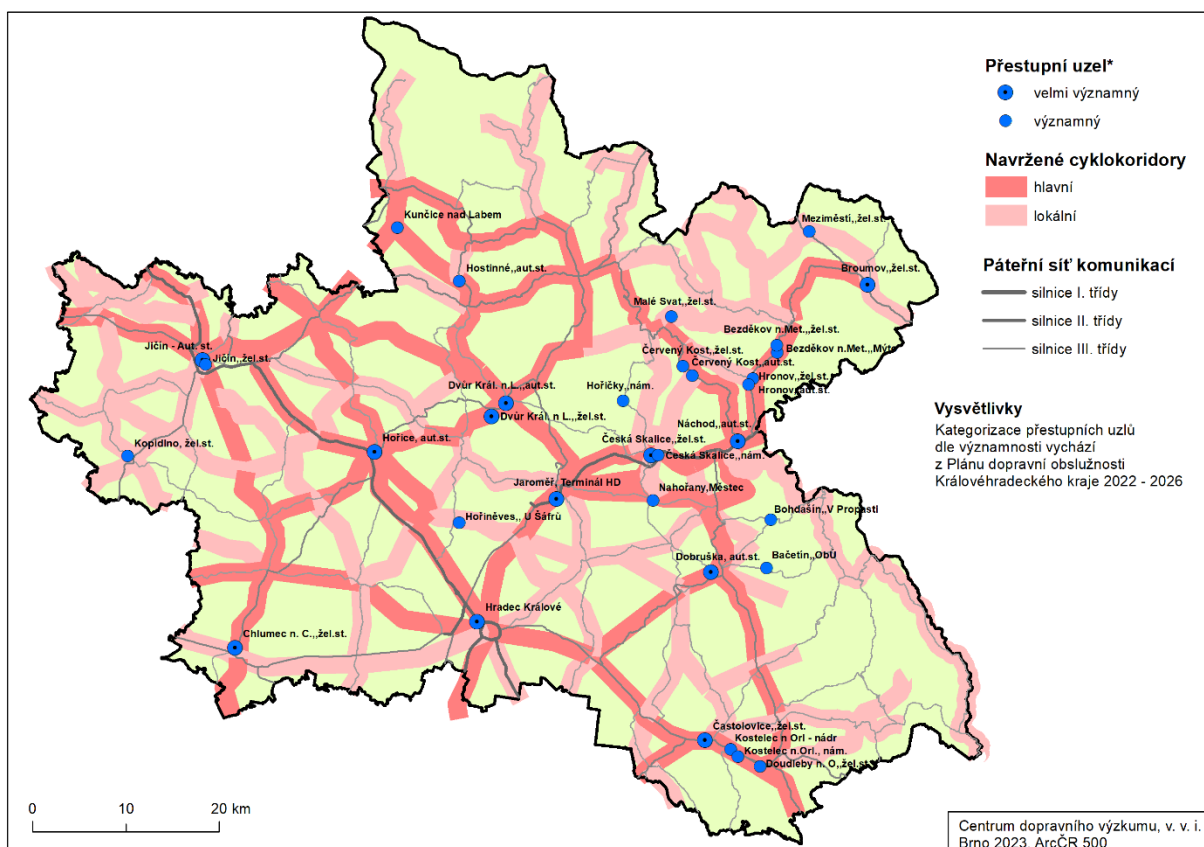 Přestupní uzel*
velmi významný
významný
Navržené cyklokoridory
hlavní
lokální
Páteřní síť komunikací
silnice I. třídy
silnice II. třídy
silnice III. třídy
Vysvětlivky
Kategorizace přestupních uzlů
dle významnosti vychází
z Plánu dopravní obslužnosti
Královéhradeckého kraje 2022 - 2026
Kunčice nad Labem
Meziměstí,,žel.st.
Hostinné,,aut.st.
Broumov,,žel.st.
Malé Svat.,,žel.st.
Bezděkov n.Met.,,žel.st.
Jičín - Aut. st.
Bezděkov n.Met.,,Mýto
Červený Kost,,žel.st.
Jičín,,žel.st.
Červený Kost,,aut.st.
Hronov,,žel.st.
Hořičky,,nám.
Hronov,,aut.st.
Dvůr Král. n.L.,,aut.st.
Dvůr Král. n L.,,žel.st.
Náchod,,aut.st.
Kopidlno, žel.st.
Hořice, aut.st.
Česká Skalice,,žel.st.
Česká Skalice,,nám.
Jaroměř, Terminál HD
Nahořany,Městec
Hořiněves,, U Šáfrů
Bohdašín,,V Propasti
Dobruška, aut.st.
Bačetín,,ObÚ
Hradec Králové
Chlumec n. C.,,žel.st.
Častolovice,,žel.st.
Kostelec n Orl - nádr
Kostelec n Orl., nám.
Doudleby n. O,,žel.st.
0 10 20 km
Centrum dopravního výzkumu, v. v. i.
Brno 2023, ArcČR 500